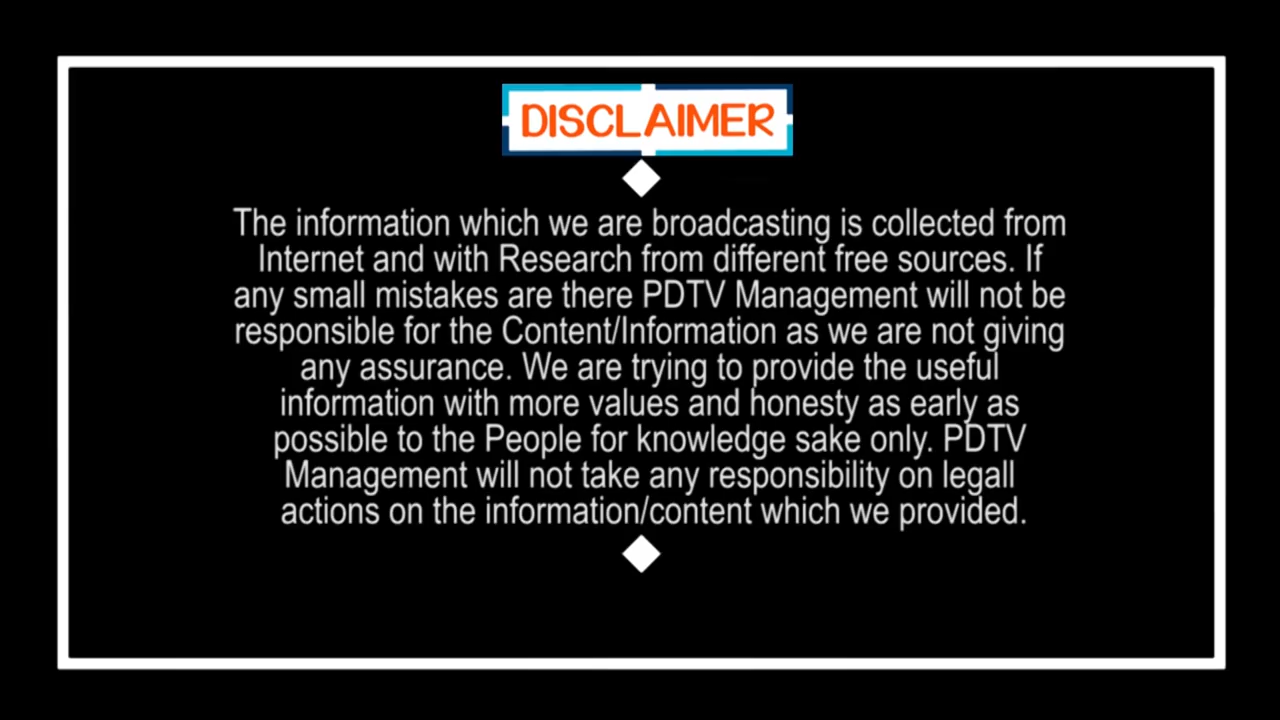 DISCLAIMER
The information which we are broadcasting is collected from
Internet and with Research from different free sources. If
any small mistakes are there PDTV Management will not be
responsible for the Content/Information as we are not giving
any assurance. We are trying to provide the useful
information with more values and honesty as early as
possible to the People for knowledge sake only. PDTV
Management will not take any responsibility on legall
actions on the information/content which we provided.